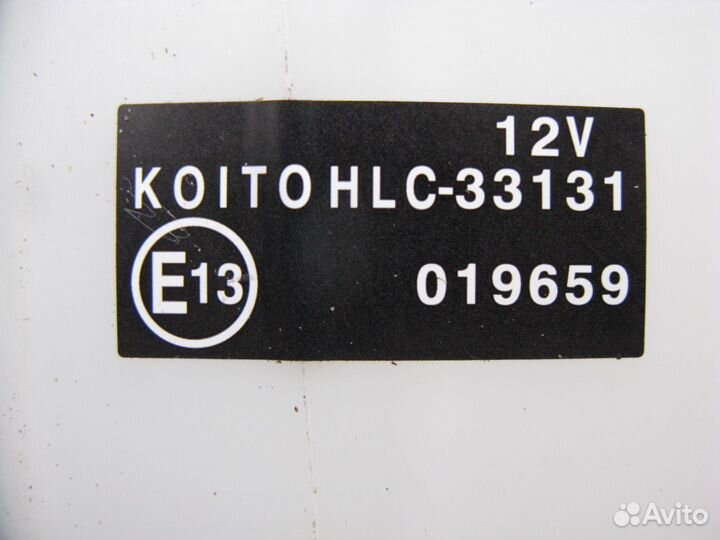 12V
KOITO HLC-33131
E13
019659
Avito